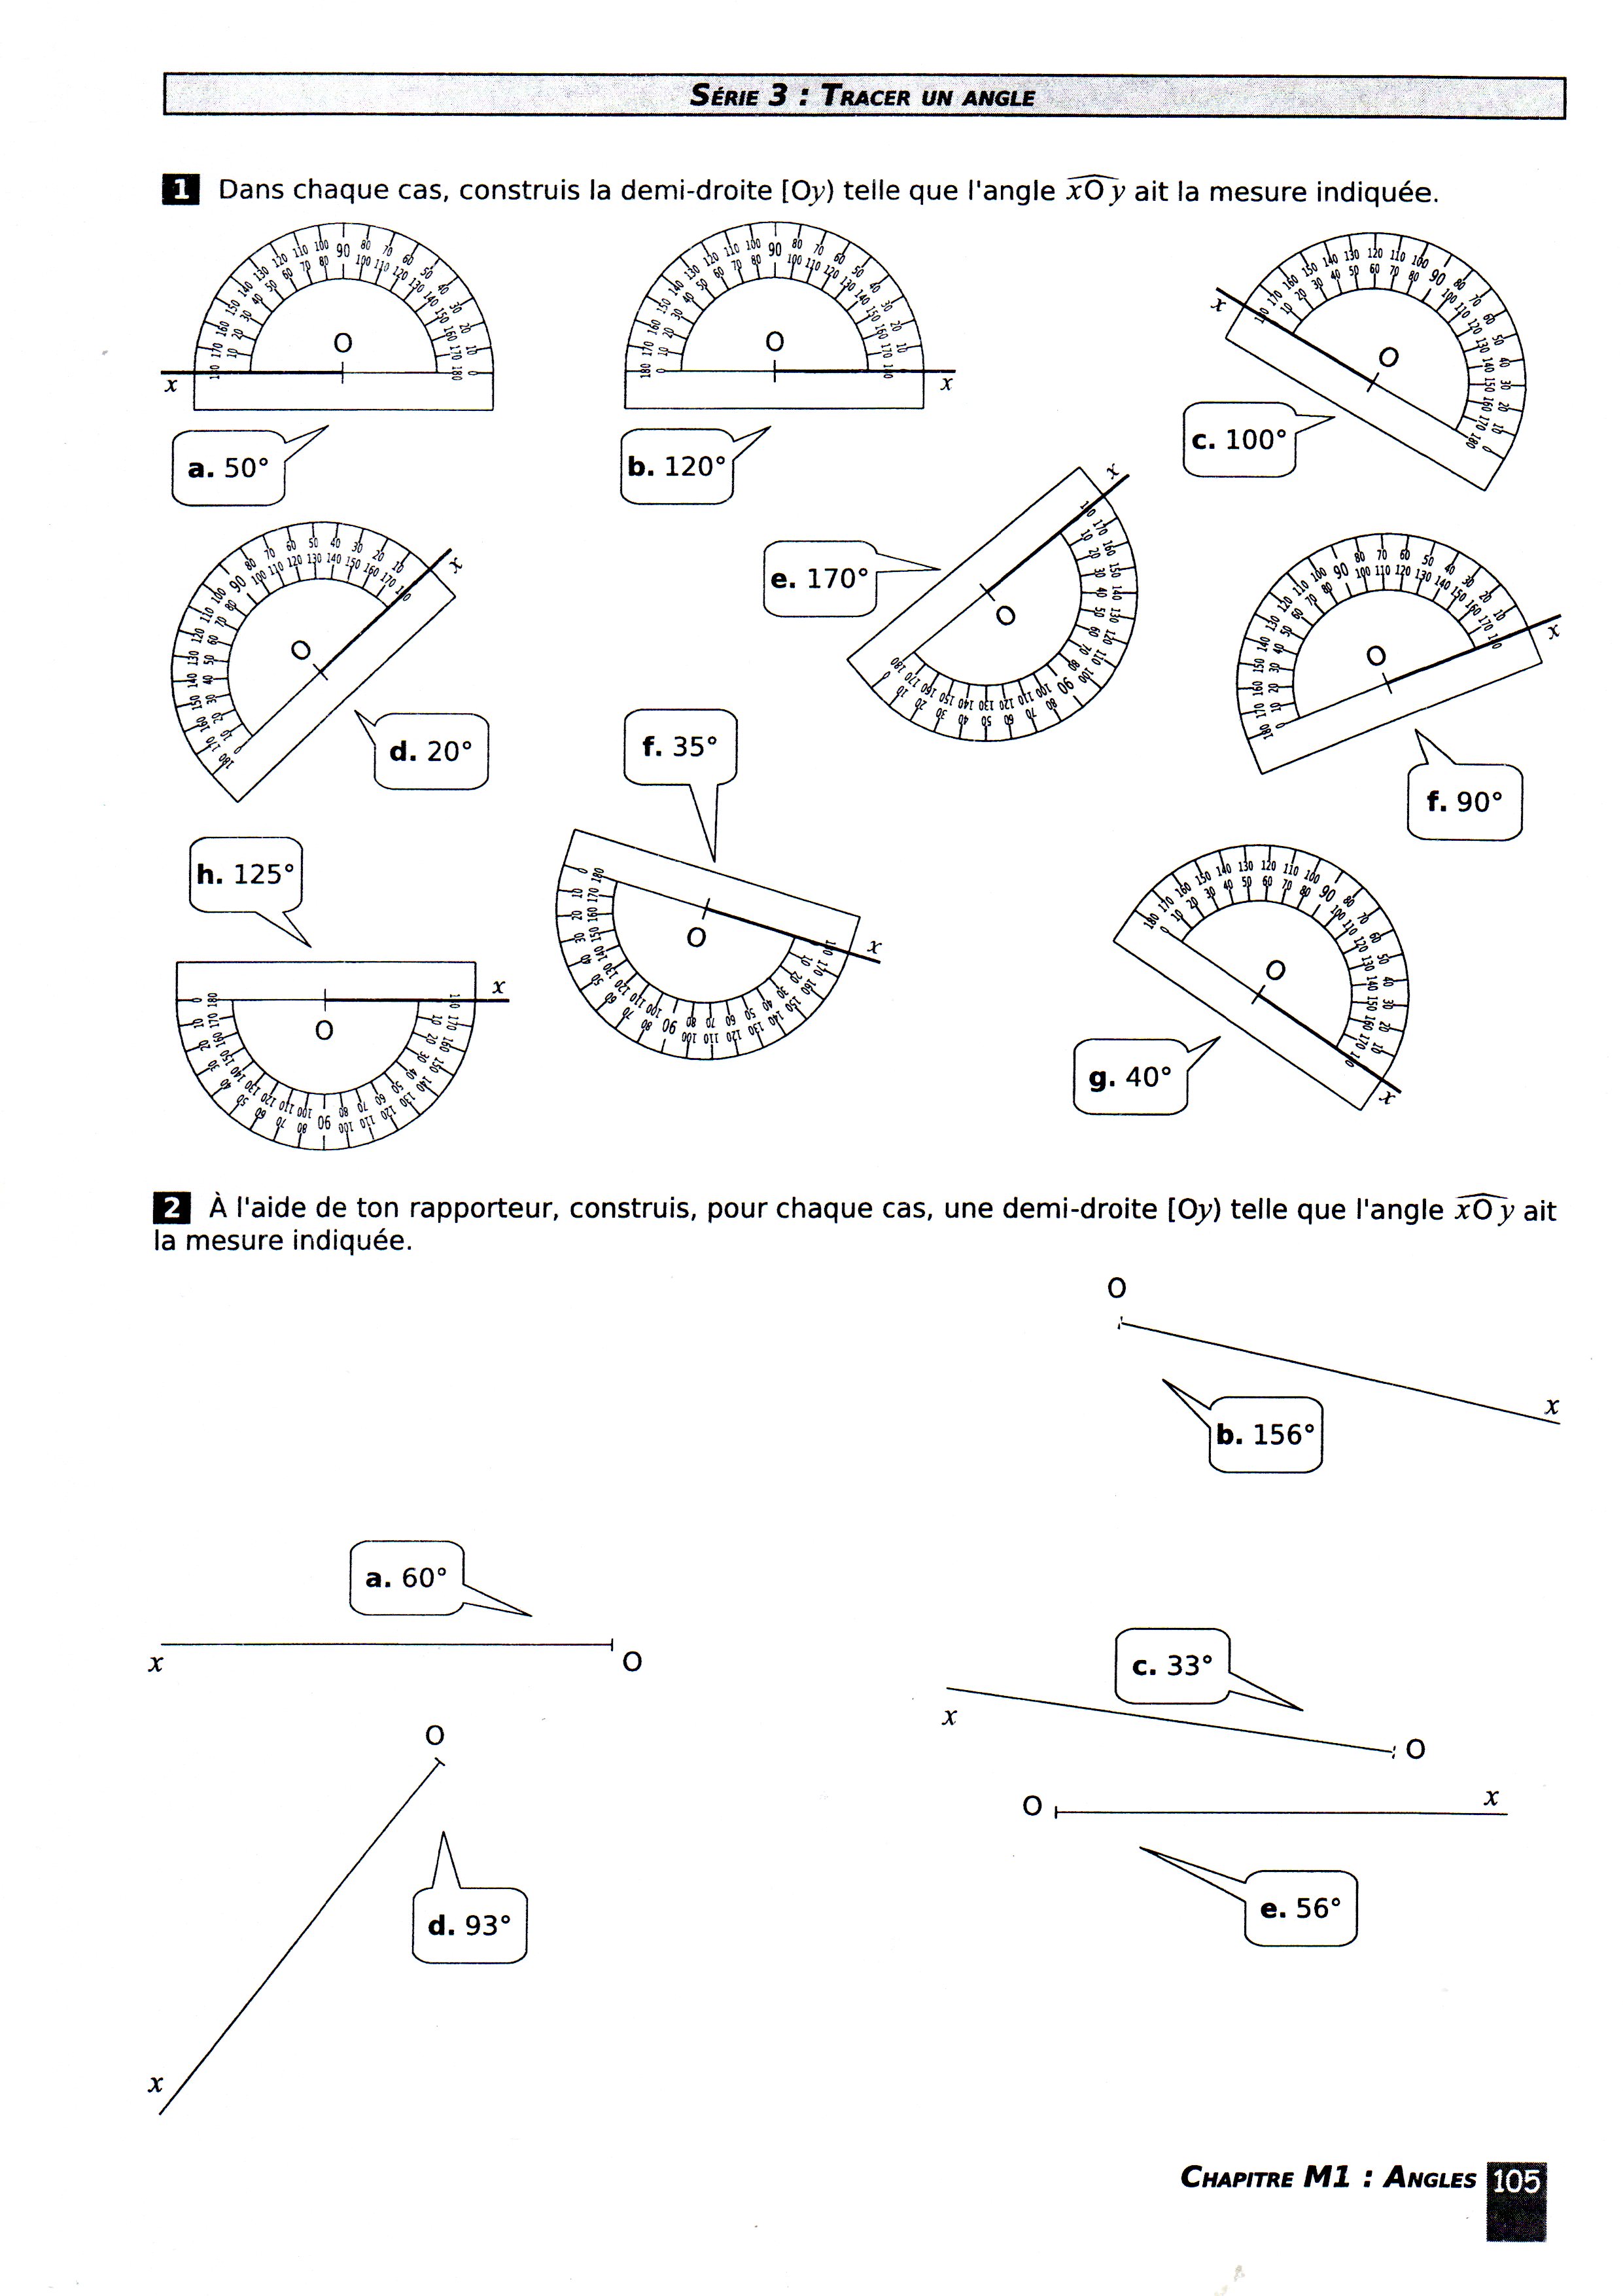 SÉRIE 3 : TRACER UN ANGLE
1 Dans chaque cas, construis la demi-droite [Oy) telle que l'angle xOy ait la mesure indiquée.
O
x
a. 50°
O
x
b. 120°
x
O
c. 100°
x
O
d. 20°
x
O
e. 170°
x
O
f. 90°
f. 35°
O
x
h. 125°
x
O
O
x
g. 40°
2 À l'aide de ton rapporteur, construis, pour chaque cas, une demi-droite [Oy) telle que l'angle xOy ait
la mesure indiquée.
O
x
b. 156°
a. 60°
x
O
c. 33°
x
O
O
x
d. 93°
O
x
e. 56°
CHAPITRE M1 : ANGLES 105